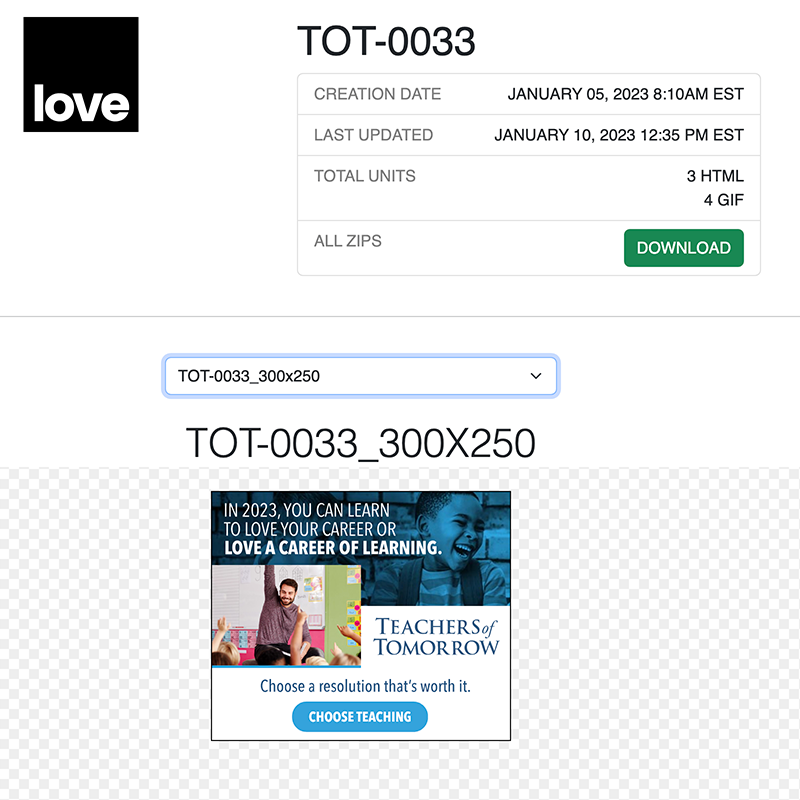 love
TOT-0033
CREATION DATE JANUARY 05, 2023 8:10AM EST
LAST UPDATED JANUARY 10, 2023 12:35 PM EST
TOTAL UNITS 3 HTML
4 GIF
ALL ZIPS DOWNLOAD
TOT-0033_300x250
TOT-0033_300X250
IN 2023, YOU CAN LEARN
TO LOVE YOUR CAREER OR
LOVE A CAREER OF LEARNING.
TEACHERS of
TOMORROW
Choose a resolution that's worth it.
CHOOSE TEACHING